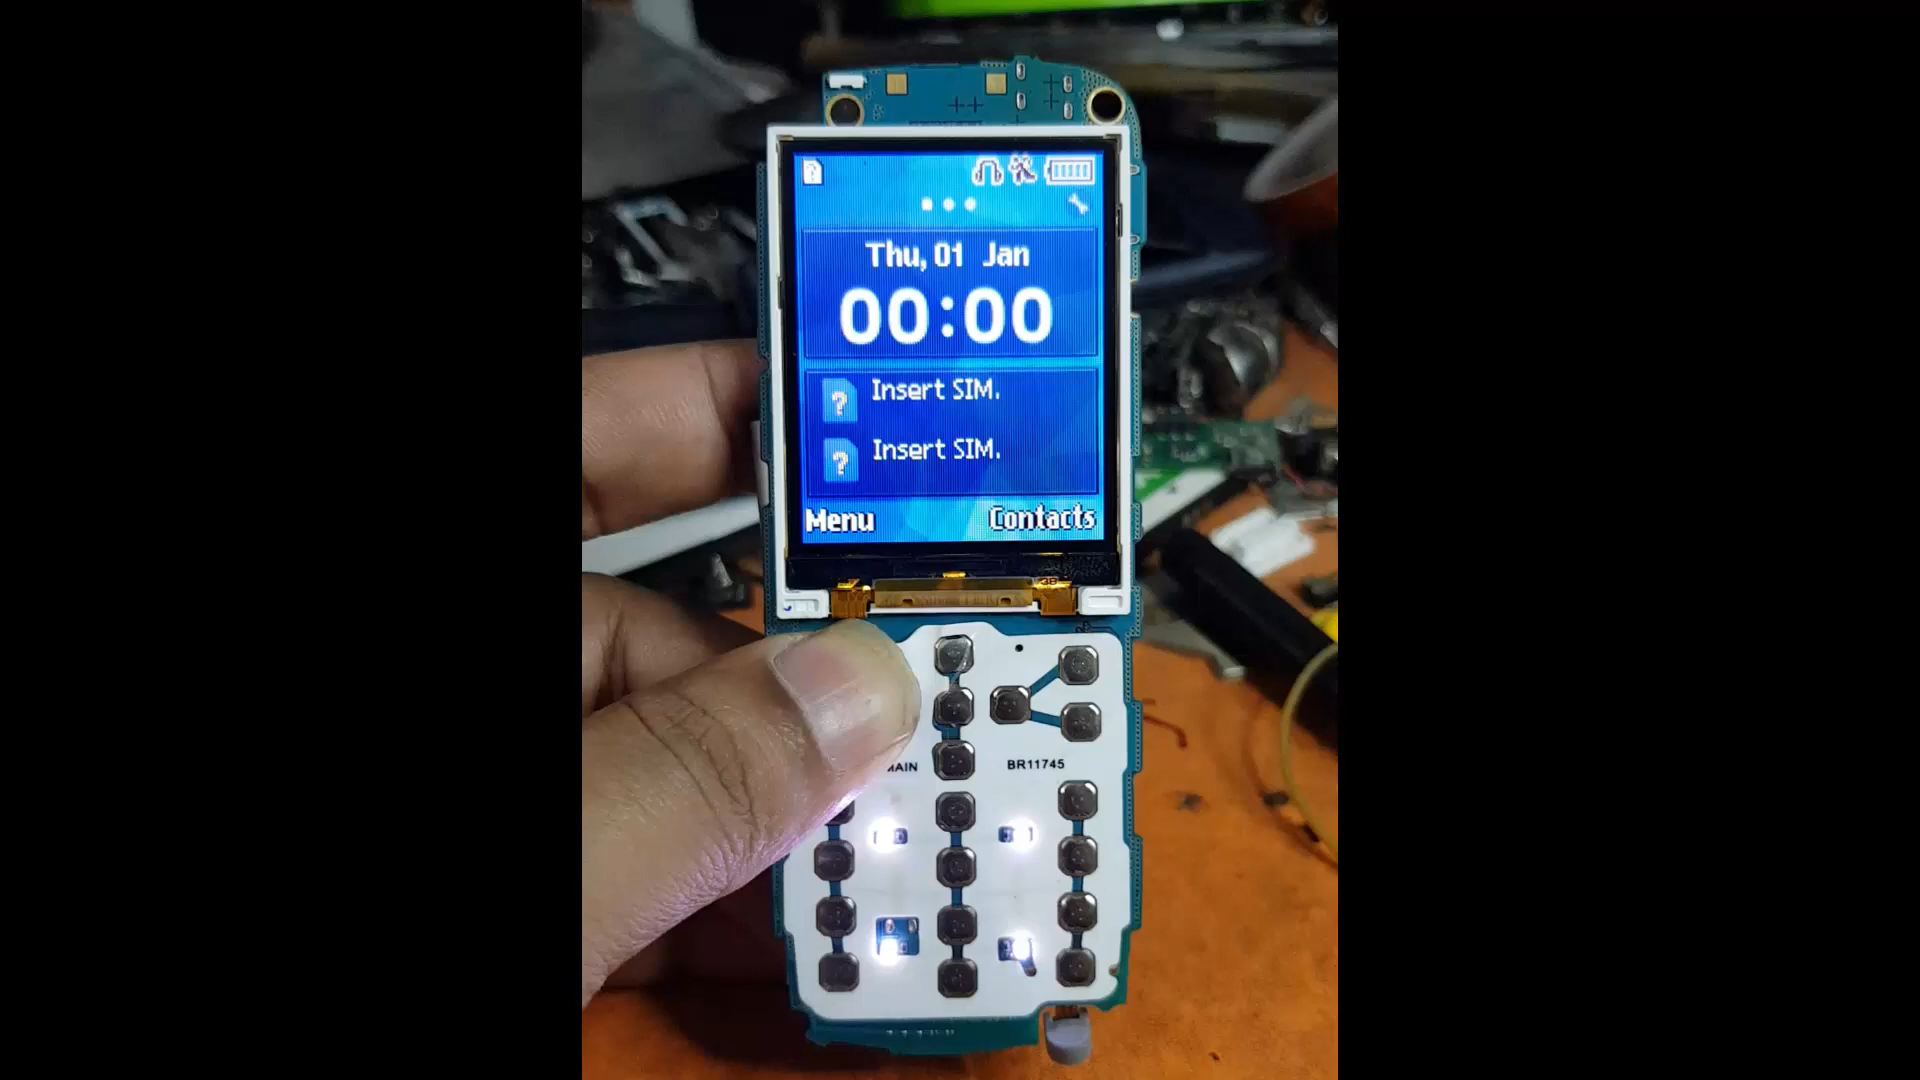 Thu, 01 Jan
00:00
? Insert SIM.
? Insert SIM.
Menu Contacts
BR11745